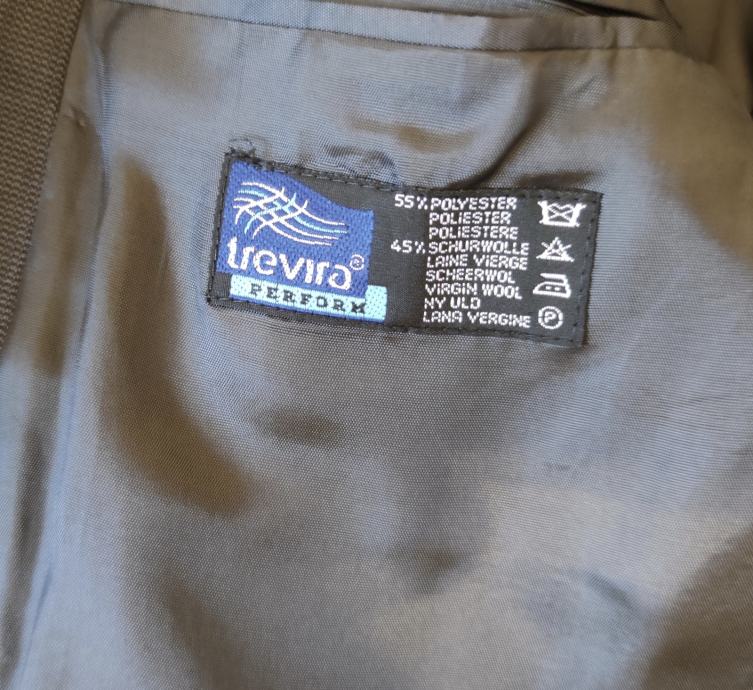 trevira®
PERFORM
55% POLYESTER
POLIESTER
POLIESTERE
45% SCHURWOLLE
LAINE VIERGE
SCHEERWOL
VIRGIN WOOL
NY ULD
LANA VERGINE
P